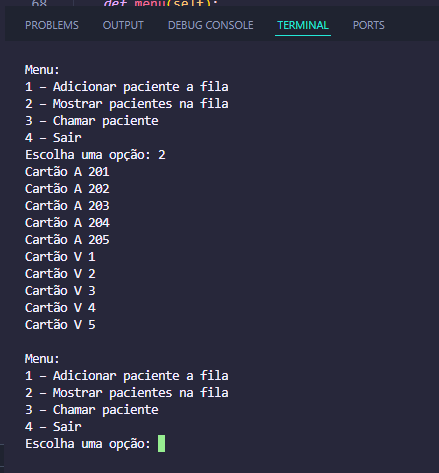 68 def menu(self):
PROBLEMS OUTPUT DEBUG CONSOLE TERMINAL PORTS
Menu:
1 – Adicionar paciente a fila
2 – Mostrar pacientes na fila
3 – Chamar paciente
4 – Sair
Escolha uma opção: 2
Cartão A 201
Cartão A 202
Cartão A 203
Cartão A 204
Cartão A 205
Cartão V 1
Cartão V 2
Cartão V 3
Cartão V 4
Cartão V 5
Menu:
1 – Adicionar paciente a fila
2 – Mostrar pacientes na fila
3 – Chamar paciente
4 – Sair
Escolha uma opção: